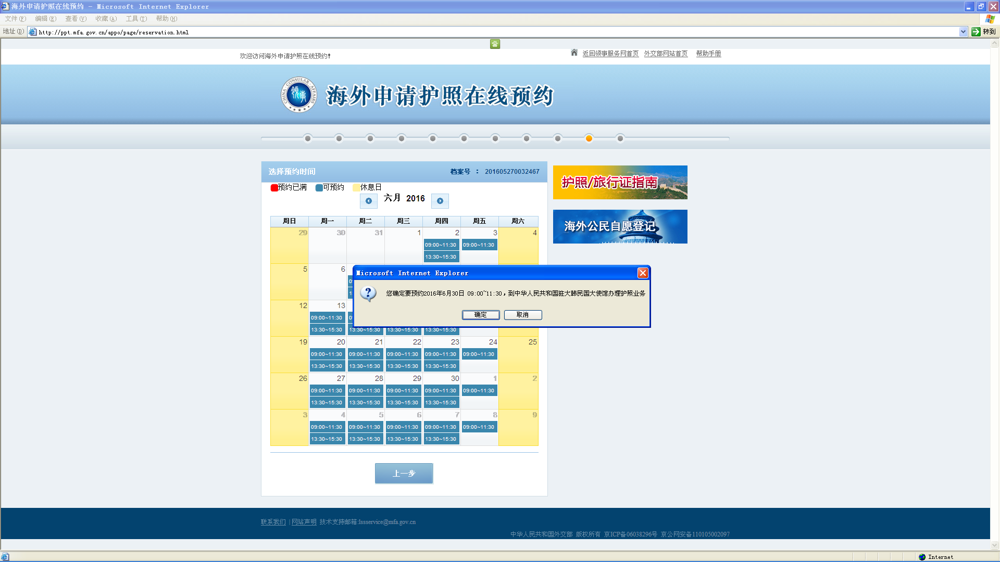 海外申请护照在线预约 - Microsoft Internet Explorer
文件(F) 编辑(E) 查看(V) 收藏(A) 工具(T) 帮助(H)
地址(D) http://ppt.mfa.gov.cn/appo/page/reservation.html 转到
欢迎访问海外申请护照在线预约!
返回领事服务网首页 外交部网站首页 帮助手册
CHINA CONSULAR AFFAIRS
领事
海外申请护照在线预约
选择预约时间 档案号 : 201605270032467
预约已满 可预约 休息日
六月 2016
周日 周一 周二 周三 周四 周五 周六
29 30 31 1 2 3 4
09:00~11:30 09:00~11:30
13:30~15:30
5 6
Microsoft Internet Explorer
您确定要预约2016年6月30日 09:00~11:30,到中华人民共和国驻大韩民国大使馆办理护照业务
确定 取消
12 13
09:00~11:30
13:30~15:30 13:30~15:30 13:30~15:30 13:30~15:30
19 20 21 22 23 24 25
09:00~11:30 09:00~11:30 09:00~11:30 09:00~11:30 09:00~11:30
13:30~15:30 13:30~15:30 13:30~15:30 13:30~15:30
26 27 28 29 30 1 2
09:00~11:30 09:00~11:30 09:00~11:30 09:00~11:30 09:00~11:30
13:30~15:30 13:30~15:30 13:30~15:30 13:30~15:30
3 4 5 6 7 8 9
09:00~11:30 09:00~11:30 09:00~11:30 09:00~11:30 09:00~11:30
13:30~15:30 13:30~15:30 13:30~15:30 13:30~15:30
上一步
护照/旅行证指南
海外公民自愿登记
联系我们 | 网站声明 技术支持邮箱:lssservice@mfa.gov.cn
中华人民共和国外交部 版权所有 京ICP备06038296号 京公网安备110105002097
Internet